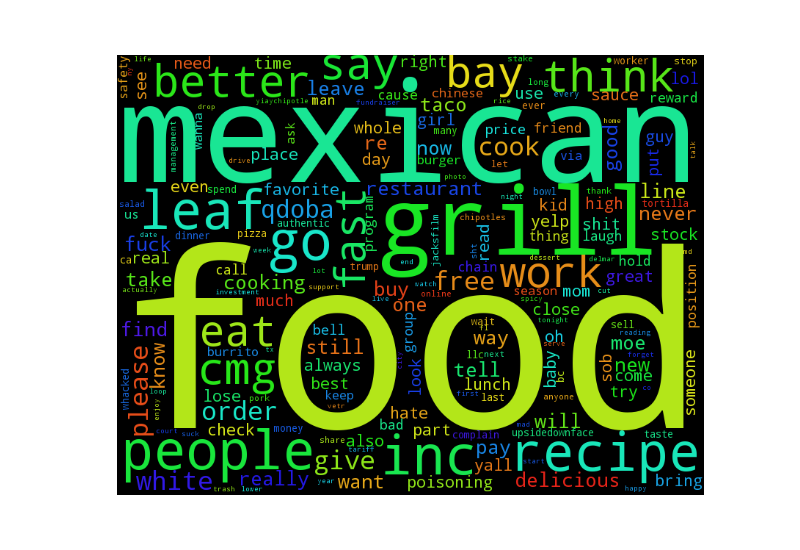 life
safety
see
need
time
better
say
right
bay
think
worker
stop
stake
long
every
lol
leave
cause
chinese
use
sauce
reward
yiaychipotle
fundraiser
rice
man
taco
ever
drop
wanna
ask
mexican
girl
many
price
friend
home
good
put
guy
talk
management
place
whole
re
now
cook
via
day
burger
let
drive
photo
even
spend
favorite
restaurant
night
bowl
thank
tortilla
line
salad
us
leaf
qdoba
fast
program
grill
chipotles
kid
high
never
date
dinner
authentic
yelp
shit
stock
fuck
pizza
go
jacksfilm
read
thing
laugh
real
week
end
sht
dessert
delmar
hold
md
take
call
lot
trump
chain
work
great
actually
cooking
support
free
season
mom
cut
position
investment
much
live
watch
buy
online
spicy
one
close
find
eat
food
wait
tonight
sell
bell
group
way
oh
reading
please
know
burrito
still
look
serve
baby
sob
moe
someone
tx
llc
next
bc
forget
new
cmg
always
tell
come
co
whacked
loop
lose
pork
best
city
lunch
anyone
try
vetr
keep
first
last
order
hate
enjoy
share
bad
will
court
suck
check
money
part
mad
upsidedownface
people
also
complain
pay
taste
give
tariff
inc
yall
start
recipe
white
really
year
want
poisoning
delicious
bring
trash
lower
happy